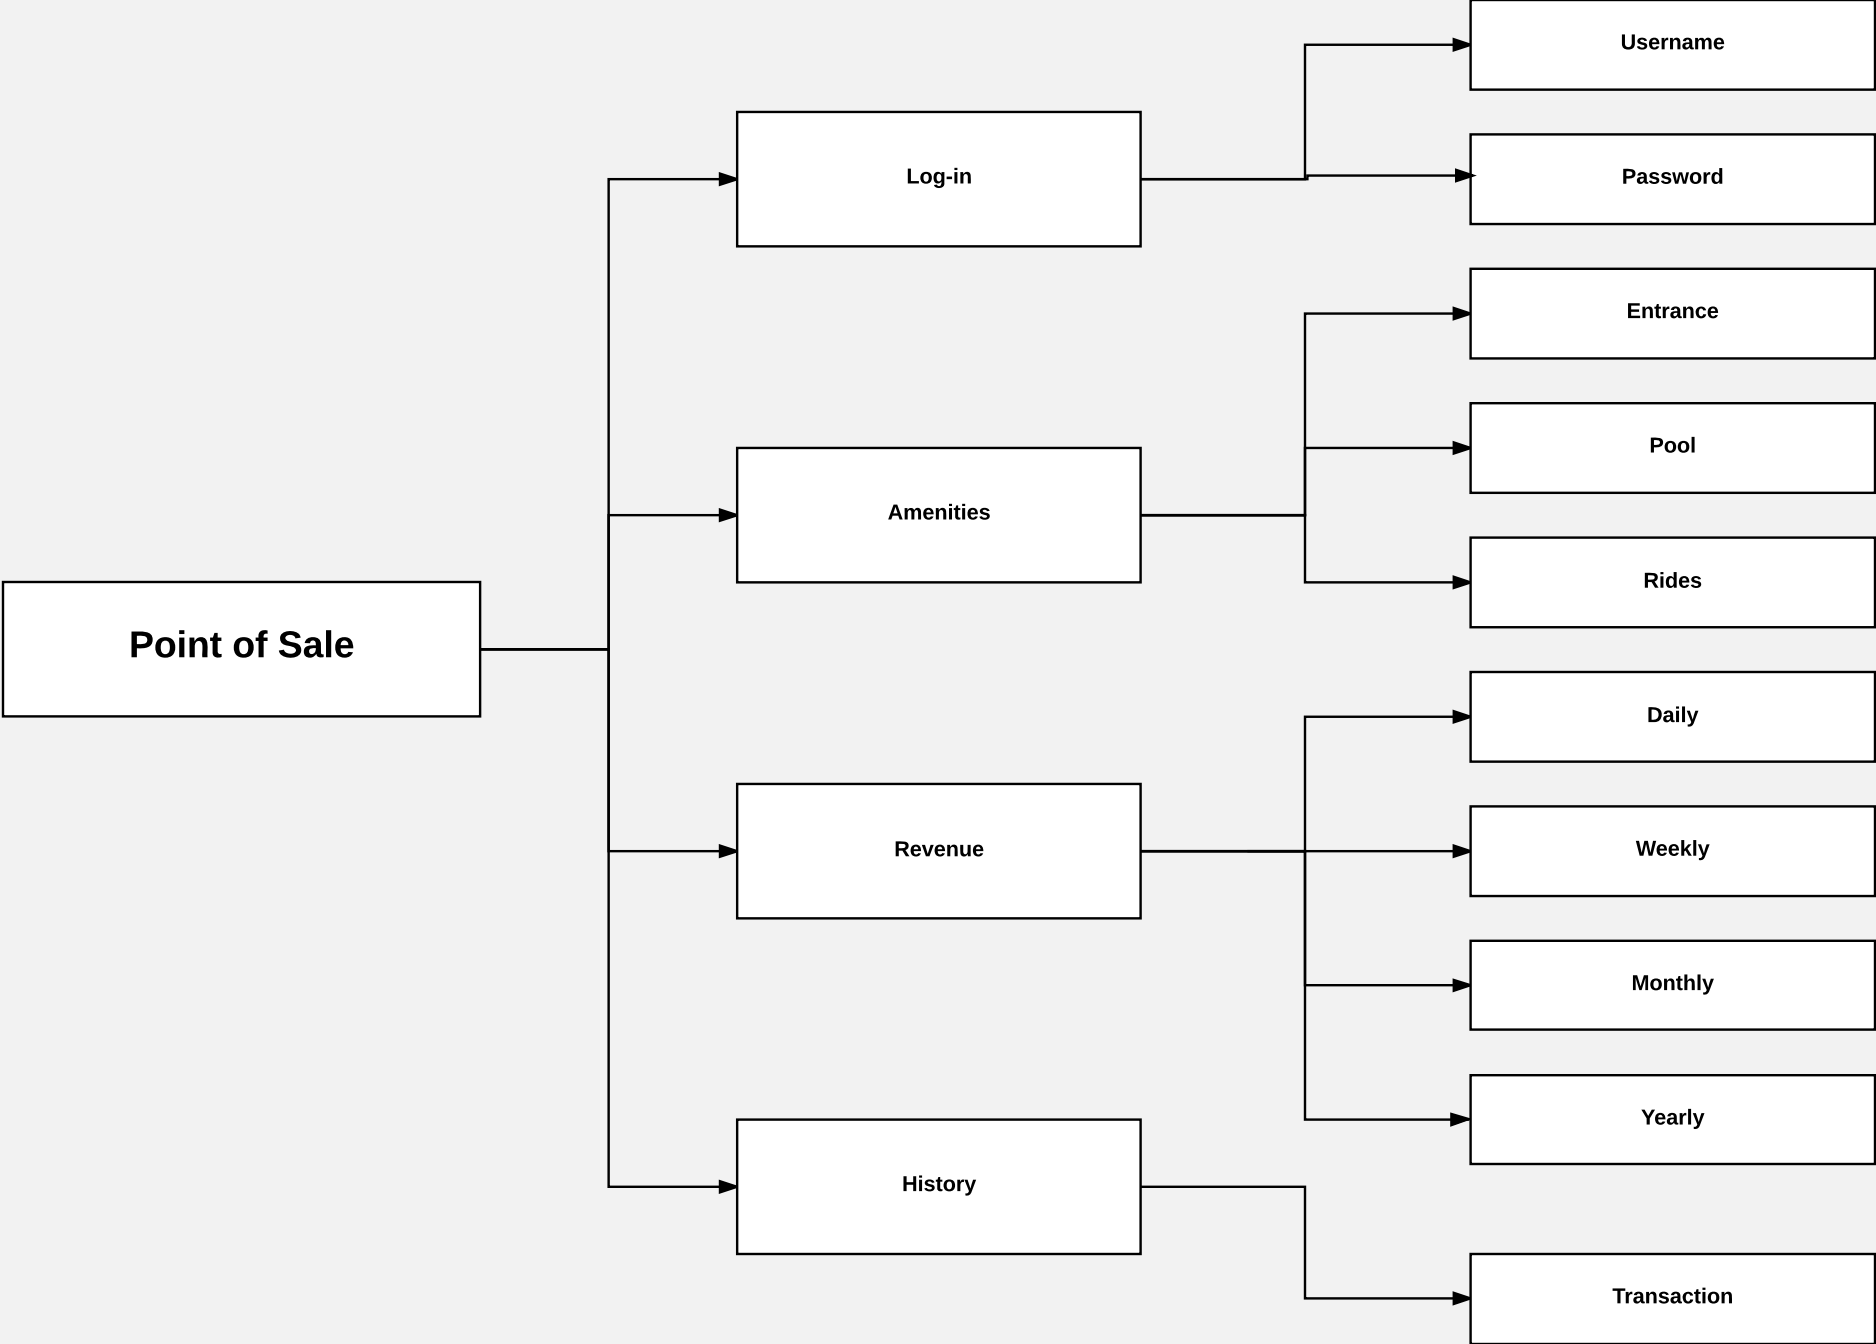 Point of Sale
Log-in
Username
Password
Amenities
Entrance
Pool
Rides
Revenue
Daily
Weekly
Monthly
Yearly
History
Transaction